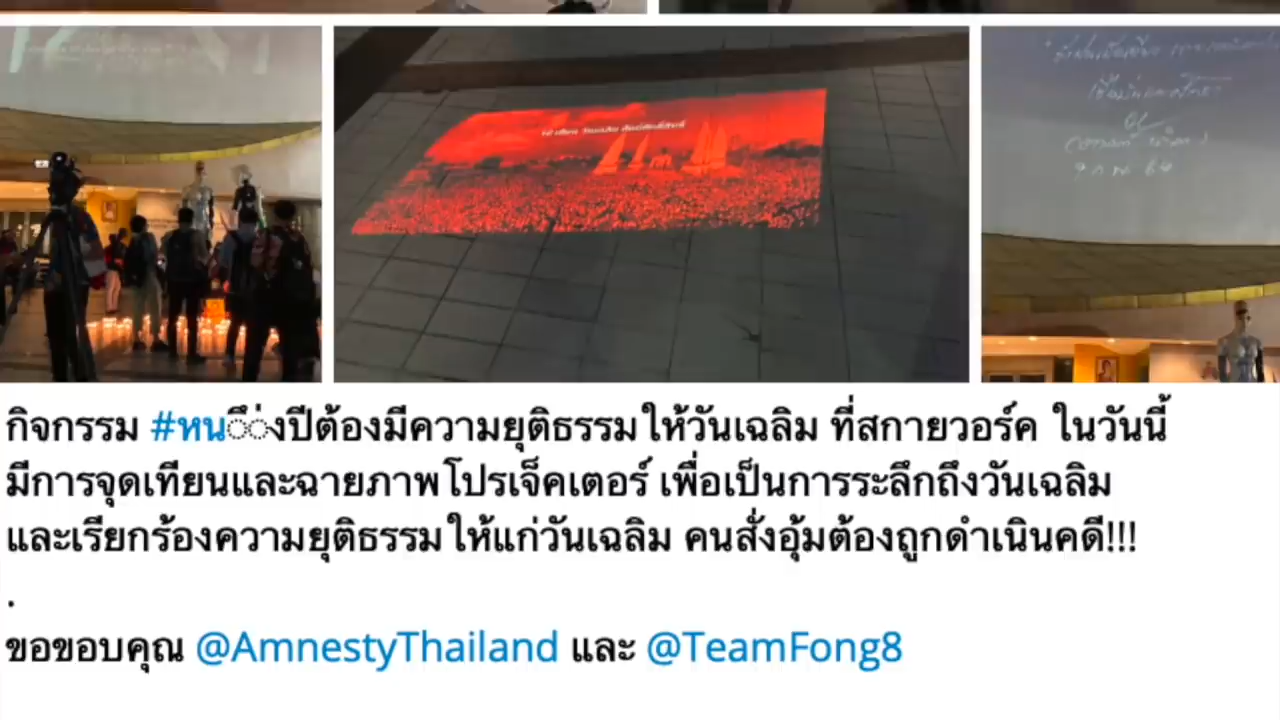 กิจกรรม #หนึ่งปีต้องมีความยุติธรรมให้วันเฉลิม ที่สกายวอร์ค ในวันนี้
มีการจุดเทียนและฉายภาพโปรเจ็คเตอร์ เพื่อเป็นการระลึกถึงวันเฉลิม
และเรียกร้องความยุติธรรมให้แก่วันเฉลิม คนสั่งอุ้มต้องถูกดำเนินคดี!!!
.
ขอขอบคุณ @AmnestyThailand และ @TeamFong8